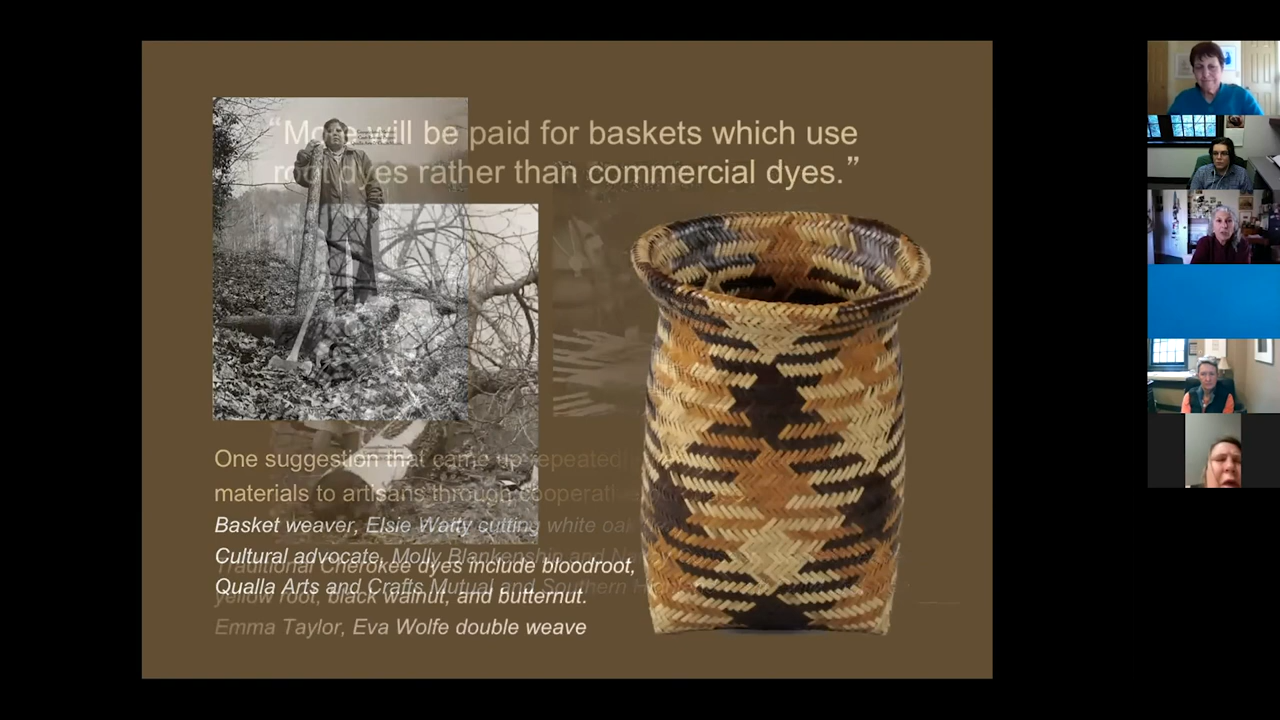 “More will be paid for baskets which use
root dyes rather than commercial dyes.”
One suggestion that came up repeatedly
materials to artisans through cooperative
Basket weaver, Elsie Watty cutting white oak
Cultural advocate, Molly Blankenship and
Traditional Cherokee dyes include bloodroot,
Qualla Arts and Crafts Mutual and Southern
yellow root, black walnut, and butternut.
Emma Taylor, Eva Wolfe double weave